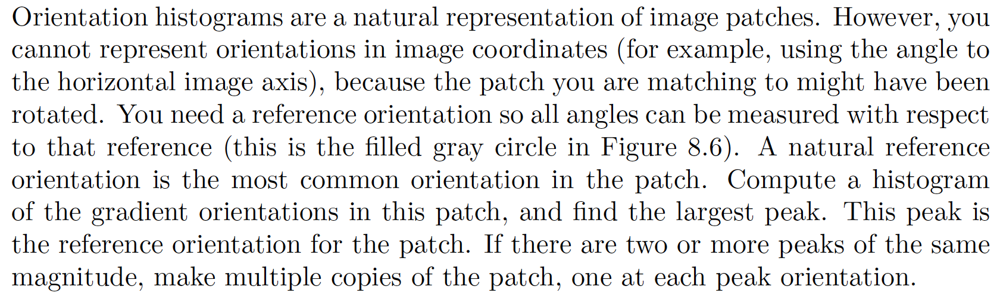 Orientation histograms are a natural representation of image patches. However, you
cannot represent orientations in image coordinates (for example, using the angle to
the horizontal image axis), because the patch you are matching to might have been
rotated. You need a reference orientation so all angles can be measured with respect
to that reference (this is the filled gray circle in Figure 8.6). A natural reference
orientation is the most common orientation in the patch. Compute a histogram
of the gradient orientations in this patch, and find the largest peak. This peak is
the reference orientation for the patch. If there are two or more peaks of the same
magnitude, make multiple copies of the patch, one at each peak orientation.